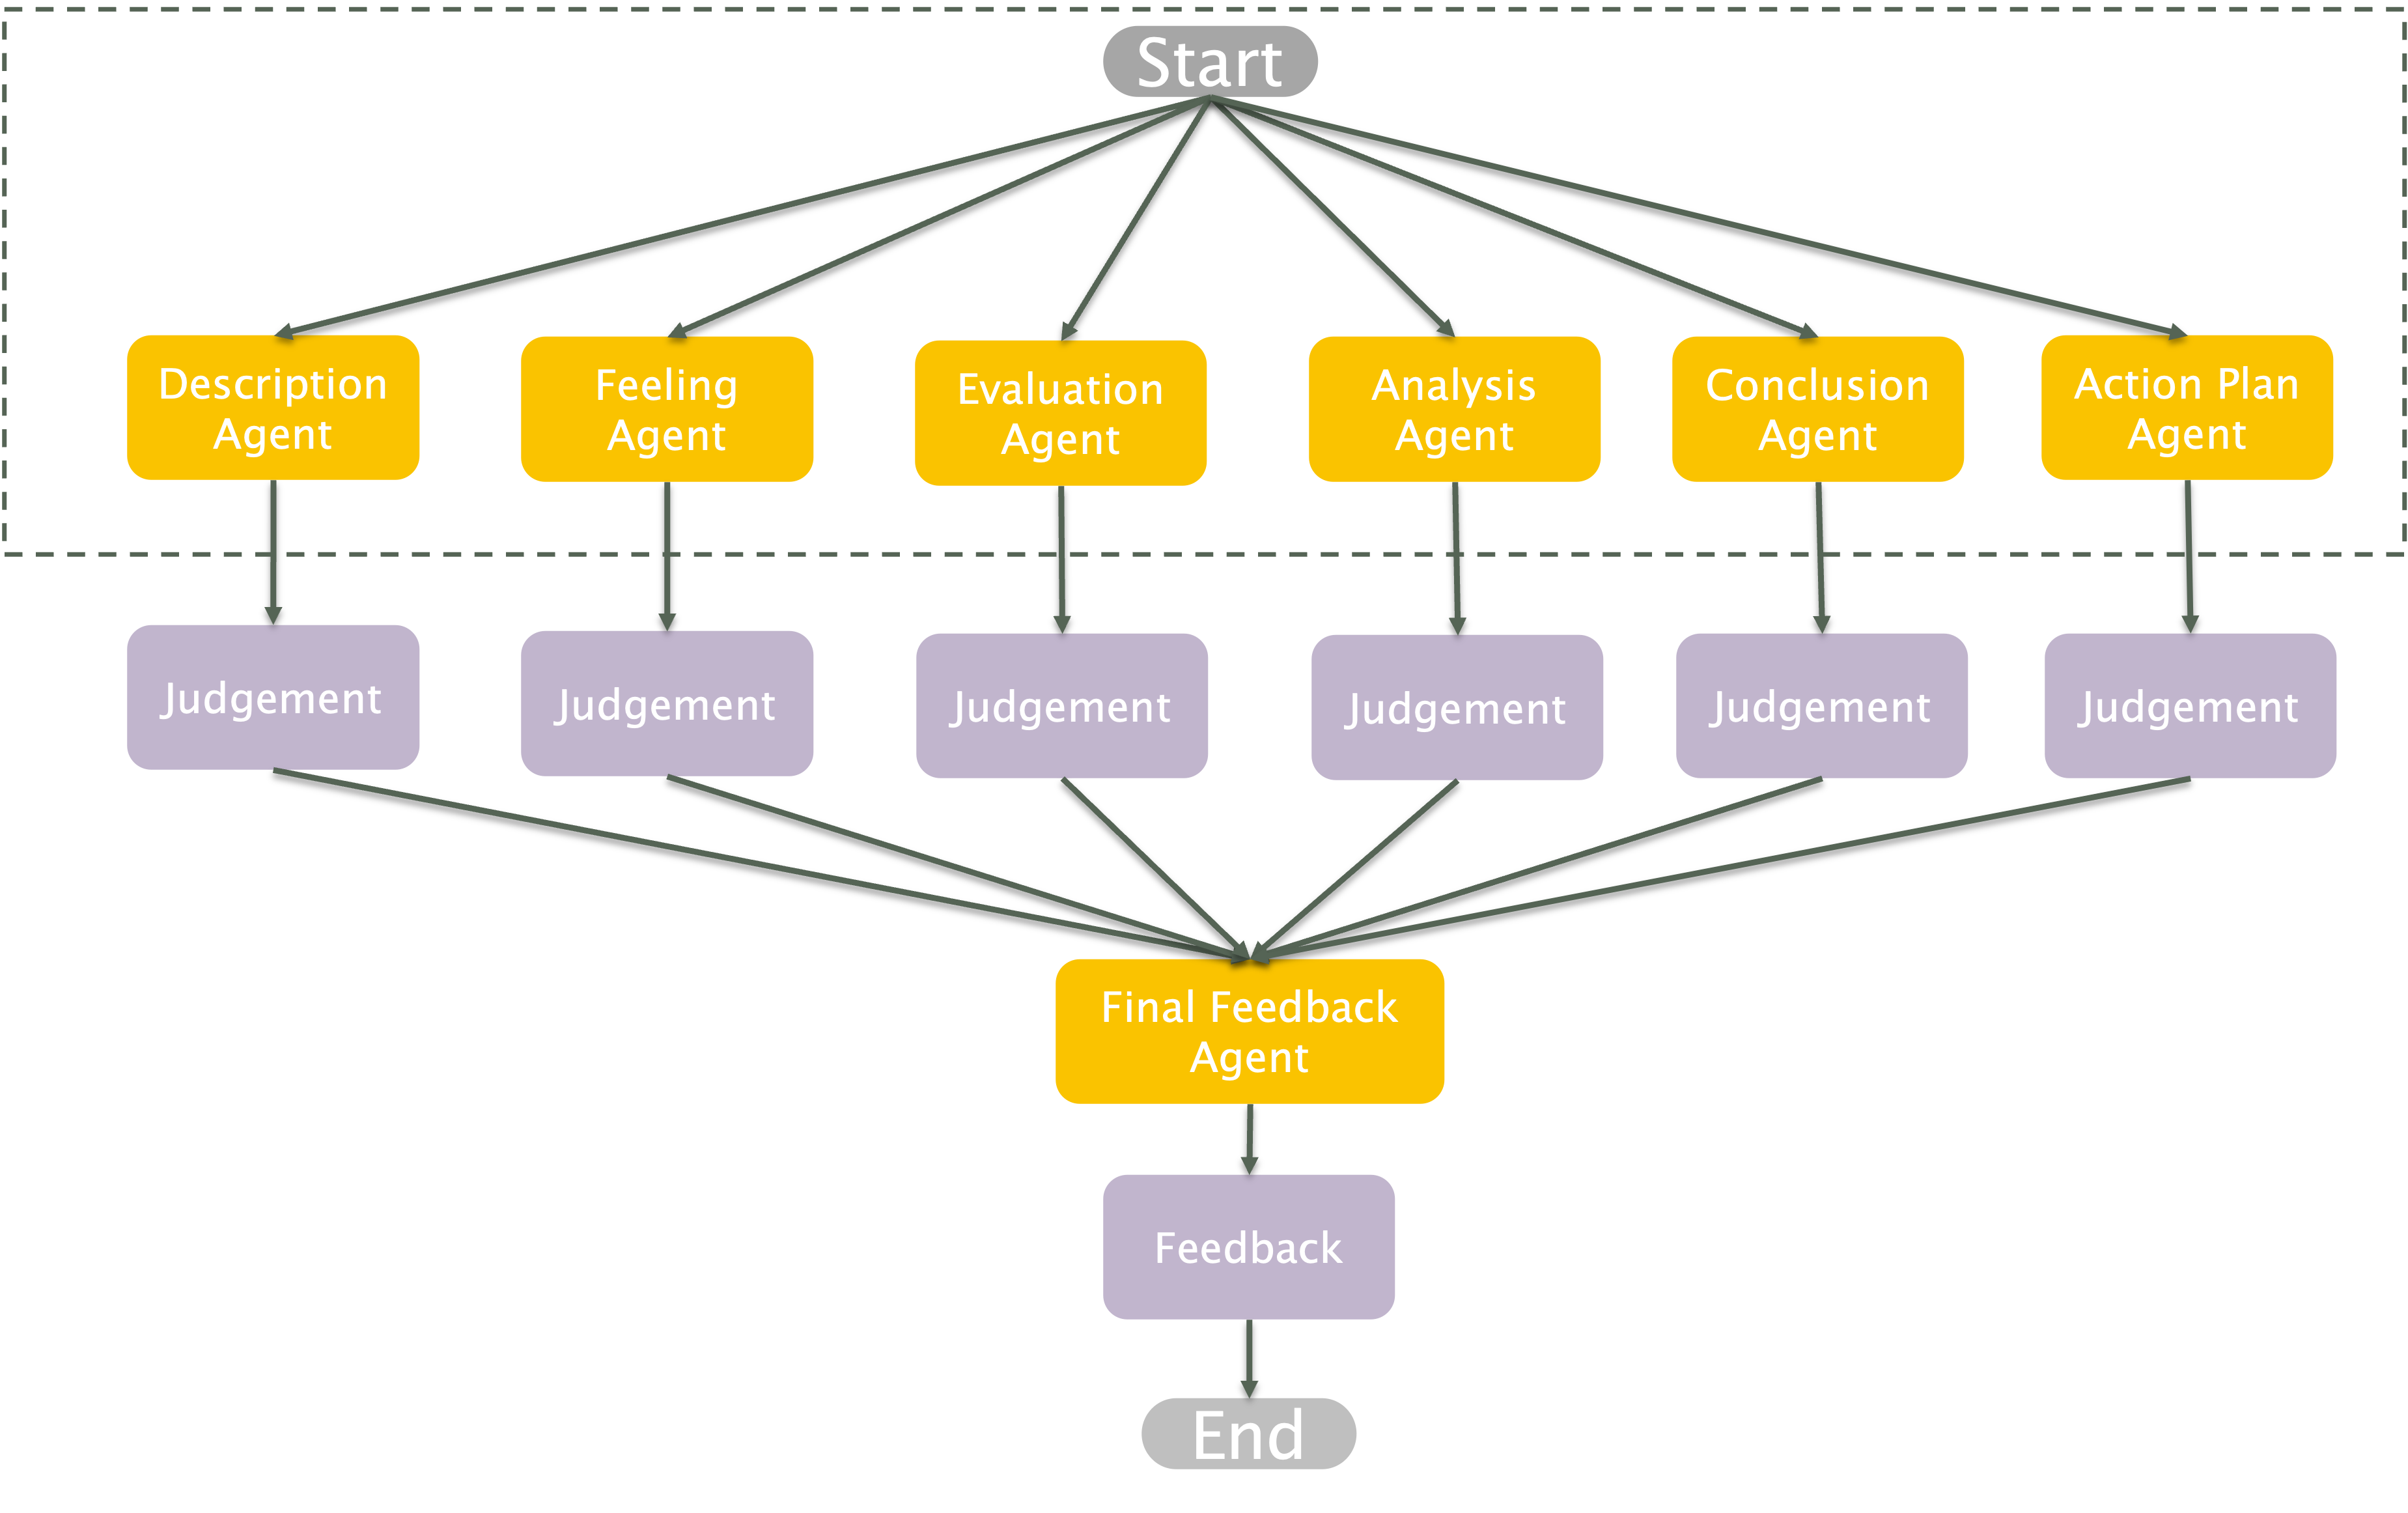 Start
Description
Agent
Feeling
Agent
Evaluation
Agent
Analysis
Agent
Conclusion
Agent
Action Plan
Agent
Judgement
Judgement
Judgement
Judgement
Judgement
Judgement
Final Feedback
Agent
Feedback
End